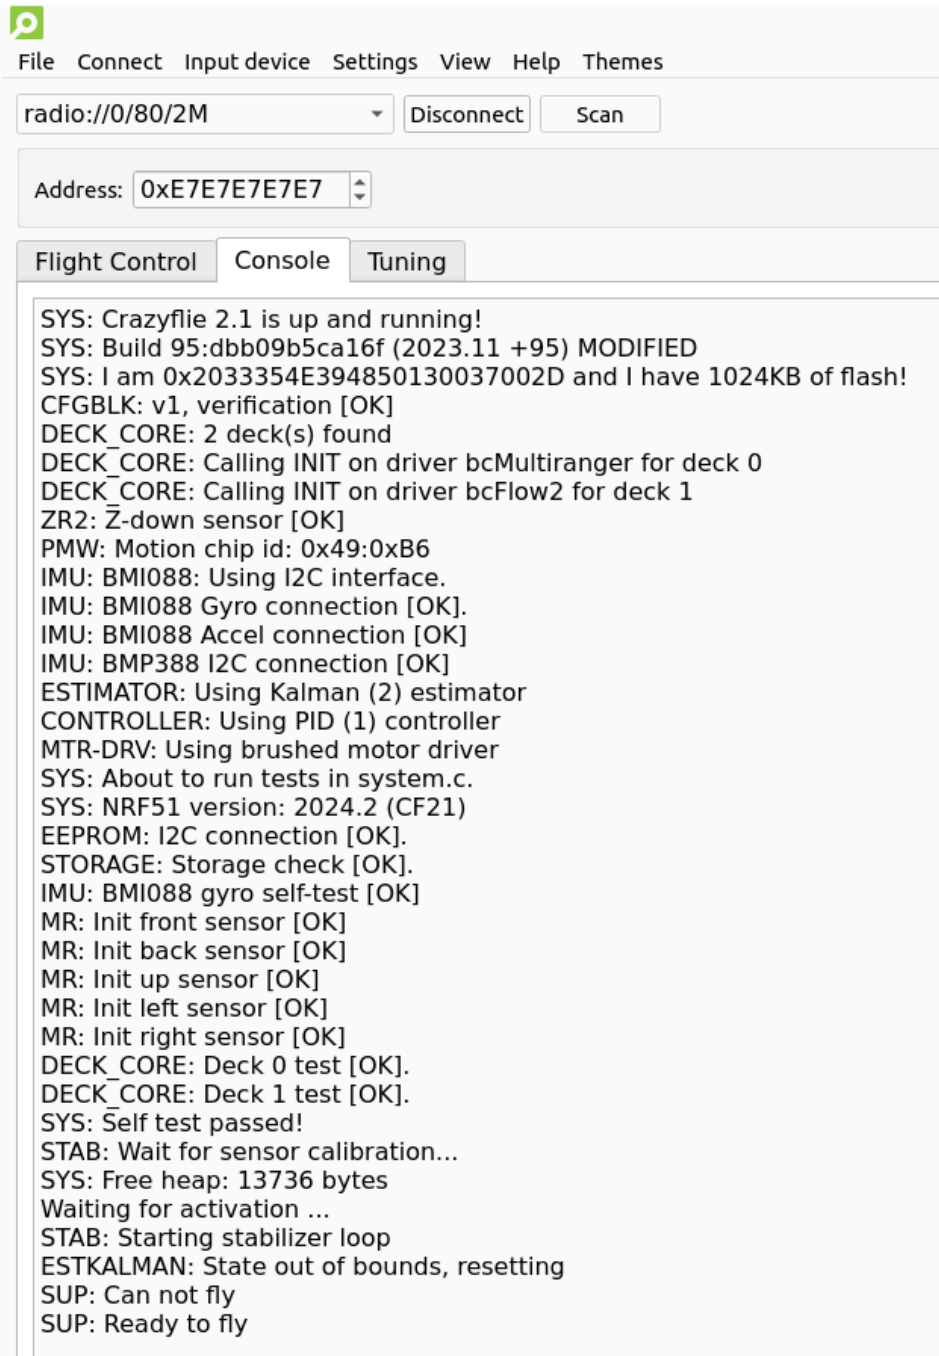 File Connect Input device Settings View Help Themes
radio://0/80/2M Disconnect Scan
Address: 0xE7E7E7E7E7
Flight Control Console Tuning
SYS: Crazyflie 2.1 is up and running!
SYS: Build 95:dbb09b5ca16f (2023.11 +95) MODIFIED
SYS: I am 0x2033354E394850130037002D and I have 1024KB of flash!
CFGBLK: v1, verification [OK]
DECK_CORE: 2 deck(s) found
DECK_CORE: Calling INIT on driver bcMultiranger for deck 0
DECK_CORE: Calling INIT on driver bcFlow2 for deck 1
ZR2: Z-down sensor [OK]
PMW: Motion chip id: 0x49:0xB6
IMU: BMI088: Using I2C interface.
IMU: BMI088 Gyro connection [OK].
IMU: BMI088 Accel connection [OK]
IMU: BMP388 I2C connection [OK]
ESTIMATOR: Using Kalman (2) estimator
CONTROLLER: Using PID (1) controller
MTR-DRV: Using brushed motor driver
SYS: About to run tests in system.c.
SYS: NRF51 version: 2024.2 (CF21)
EEPROM: I2C connection [OK].
STORAGE: Storage check [OK].
IMU: BMI088 gyro self-test [OK]
MR: Init front sensor [OK]
MR: Init back sensor [OK]
MR: Init up sensor [OK]
MR: Init left sensor [OK]
MR: Init right sensor [OK]
DECK_CORE: Deck 0 test [OK].
DECK_CORE: Deck 1 test [OK].
SYS: Self test passed!
STAB: Wait for sensor calibration...
SYS: Free heap: 13736 bytes
Waiting for activation ...
STAB: Starting stabilizer loop
ESTKALMAN: State out of bounds, resetting
SUP: Can not fly
SUP: Ready to fly